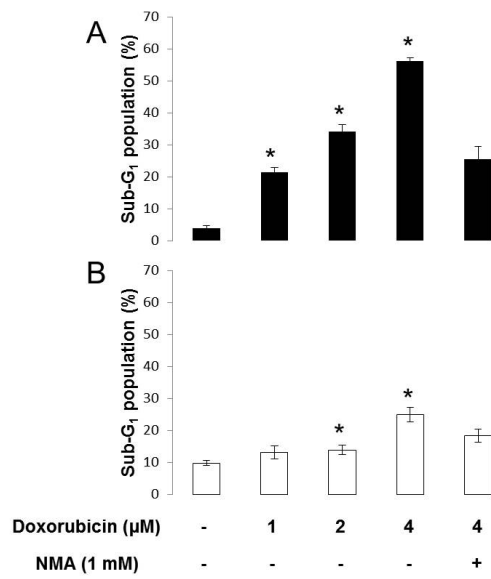 A
Sub-G₁ population (%)
70
60
50
40
30
20
10
0
* * *
B
Sub-G₁ population (%)
70
60
50
40
30
20
10
0
* *
Doxorubicin (µM) - 1 2 4 4
NMA (1 mM) - - - - +